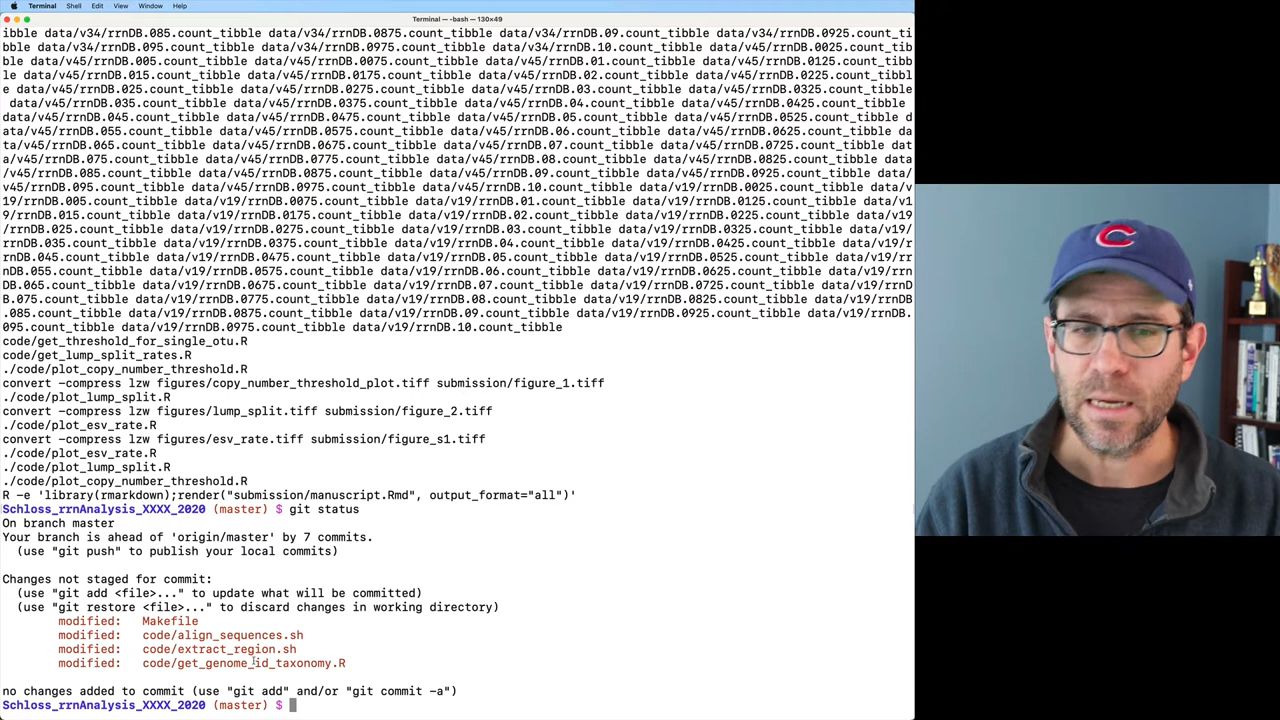 Terminal Shell Edit View Window Help
Terminal — -bash — 130×49
ibble data/v34/rrnDB.085.count_tibble data/v34/rrnDB.0875.count_tibble data/v34/rrnDB.09.count_tibble data/v34/rrnDB.0925.count_ti
bble data/v34/rrnDB.095.count_tibble data/v34/rrnDB.0975.count_tibble data/v34/rrnDB.10.count_tibble data/v45/rrnDB.0025.count_tib
ble data/v45/rrnDB.005.count_tibble data/v45/rrnDB.0075.count_tibble data/v45/rrnDB.01.count_tibble data/v45/rrnDB.0125.count_tibb
le data/v45/rrnDB.015.count_tibble data/v45/rrnDB.0175.count_tibble data/v45/rrnDB.02.count_tibble data/v45/rrnDB.0225.count_tibbl
e data/v45/rrnDB.025.count_tibble data/v45/rrnDB.0275.count_tibble data/v45/rrnDB.03.count_tibble data/v45/rrnDB.0325.count_tibble
data/v45/rrnDB.035.count_tibble data/v45/rrnDB.0375.count_tibble data/v45/rrnDB.04.count_tibble data/v45/rrnDB.0425.count_tibble
data/v45/rrnDB.045.count_tibble data/v45/rrnDB.0475.count_tibble data/v45/rrnDB.05.count_tibble data/v45/rrnDB.0525.count_tibble d
ata/v45/rrnDB.055.count_tibble data/v45/rrnDB.0575.count_tibble data/v45/rrnDB.06.count_tibble data/v45/rrnDB.0625.count_tibble da
ta/v45/rrnDB.065.count_tibble data/v45/rrnDB.0675.count_tibble data/v45/rrnDB.07.count_tibble data/v45/rrnDB.0725.count_tibble dat
a/v45/rrnDB.075.count_tibble data/v45/rrnDB.0775.count_tibble data/v45/rrnDB.08.count_tibble data/v45/rrnDB.0825.count_tibble data
/v45/rrnDB.085.count_tibble data/v45/rrnDB.0875.count_tibble data/v45/rrnDB.09.count_tibble data/v45/rrnDB.0925.count_tibble data/
v45/rrnDB.095.count_tibble data/v45/rrnDB.0975.count_tibble data/v45/rrnDB.10.count_tibble data/v19/rrnDB.0025.count_tibble data/v
19/rrnDB.005.count_tibble data/v19/rrnDB.0075.count_tibble data/v19/rrnDB.01.count_tibble data/v19/rrnDB.0125.count_tibble data/v1
9/rrnDB.015.count_tibble data/v19/rrnDB.0175.count_tibble data/v19/rrnDB.02.count_tibble data/v19/rrnDB.0225.count_tibble data/v19
/rrnDB.025.count_tibble data/v19/rrnDB.0275.count_tibble data/v19/rrnDB.03.count_tibble data/v19/rrnDB.0325.count_tibble data/v19/
rrnDB.035.count_tibble data/v19/rrnDB.0375.count_tibble data/v19/rrnDB.04.count_tibble data/v19/rrnDB.0425.count_tibble data/v19/r
rnDB.045.count_tibble data/v19/rrnDB.0475.count_tibble data/v19/rrnDB.05.count_tibble data/v19/rrnDB.0525.count_tibble data/v19/rr
nDB.055.count_tibble data/v19/rrnDB.0575.count_tibble data/v19/rrnDB.06.count_tibble data/v19/rrnDB.0625.count_tibble data/v19/rrn
DB.065.count_tibble data/v19/rrnDB.0675.count_tibble data/v19/rrnDB.07.count_tibble data/v19/rrnDB.0725.count_tibble data/v19/rrnD
B.075.count_tibble data/v19/rrnDB.0775.count_tibble data/v19/rrnDB.08.count_tibble data/v19/rrnDB.0825.count_tibble data/v19/rrnDB
.085.count_tibble data/v19/rrnDB.0875.count_tibble data/v19/rrnDB.09.count_tibble data/v19/rrnDB.0925.count_tibble data/v19/rrnDB.
095.count_tibble data/v19/rrnDB.0975.count_tibble data/v19/rrnDB.10.count_tibble
code/get_threshold_for_single_otu.R
code/get_lump_split_rates.R
./code/plot_copy_number_threshold.R
convert -compress lzw figures/copy_number_threshold_plot.tiff submission/figure_1.tiff
./code/plot_lump_split.R
convert -compress lzw figures/lump_split.tiff submission/figure_2.tiff
./code/plot_esv_rate.R
convert -compress lzw figures/esv_rate.tiff submission/figure_s1.tiff
./code/plot_esv_rate.R
./code/plot_lump_split.R
./code/plot_copy_number_threshold.R
R -e 'library(rmarkdown);render("submission/manuscript.Rmd", output_format="all")'
Schloss_rrnAnalysis_XXXX_2020 (master) $ git status
On branch master
Your branch is ahead of 'origin/master' by 7 commits.
(use "git push" to publish your local commits)
Changes not staged for commit:
(use "git add <file>..." to update what will be committed)
(use "git restore <file>..." to discard changes in working directory)
modified: Makefile
modified: code/align_sequences.sh
modified: code/extract_region.sh
modified: code/get_genome_id_taxonomy.R
no changes added to commit (use "git add" and/or "git commit -a")
Schloss_rrnAnalysis_XXXX_2020 (master) $
C